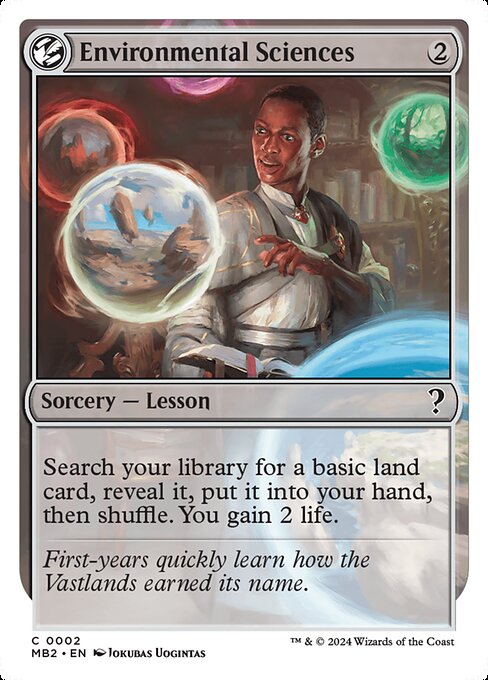 Environmental Sciences 2
Sorcery — Lesson ?
Search your library for a basic land
card, reveal it, put it into your hand,
then shuffle. You gain 2 life.
First-years quickly learn how the
Vastlands earned its name.
C 0002 ™ & © 2024 Wizards of the Coast
MB2 • EN Jokubas Uogintas